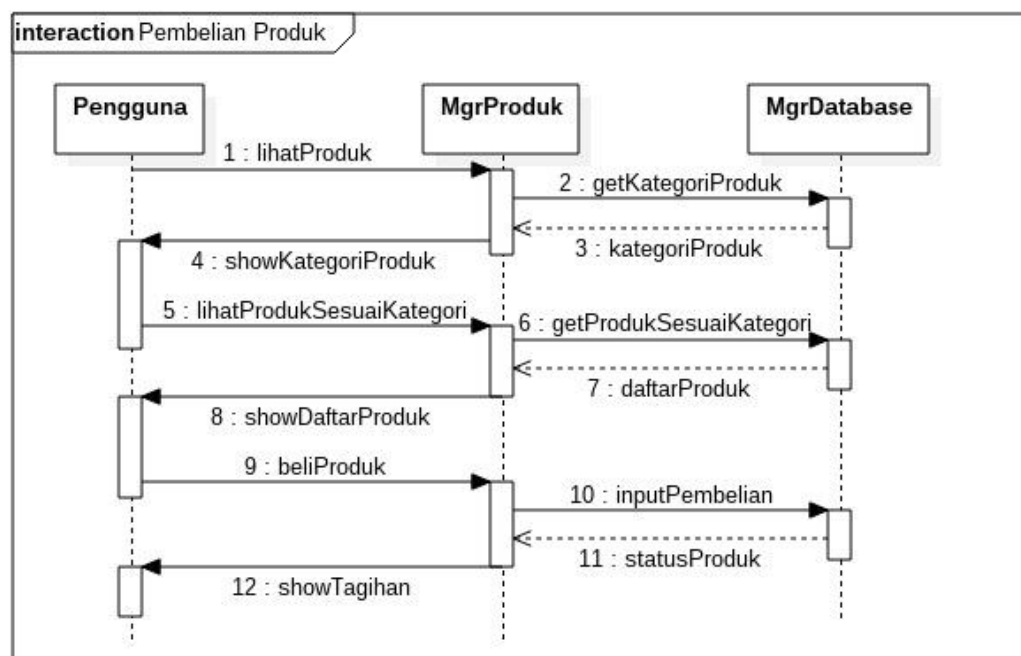 interaction Pembelian Produk
Pengguna
MgrProduk
MgrDatabase
1 : lihatProduk
2 : getKategoriProduk
3 : kategoriProduk
4 : showKategoriProduk
5 : lihatProdukSesuaiKategori
6 : getProdukSesuaiKategori
7 : daftarProduk
8 : showDaftarProduk
9 : beliProduk
10 : inputPembelian
11 : statusProduk
12 : showTagihan